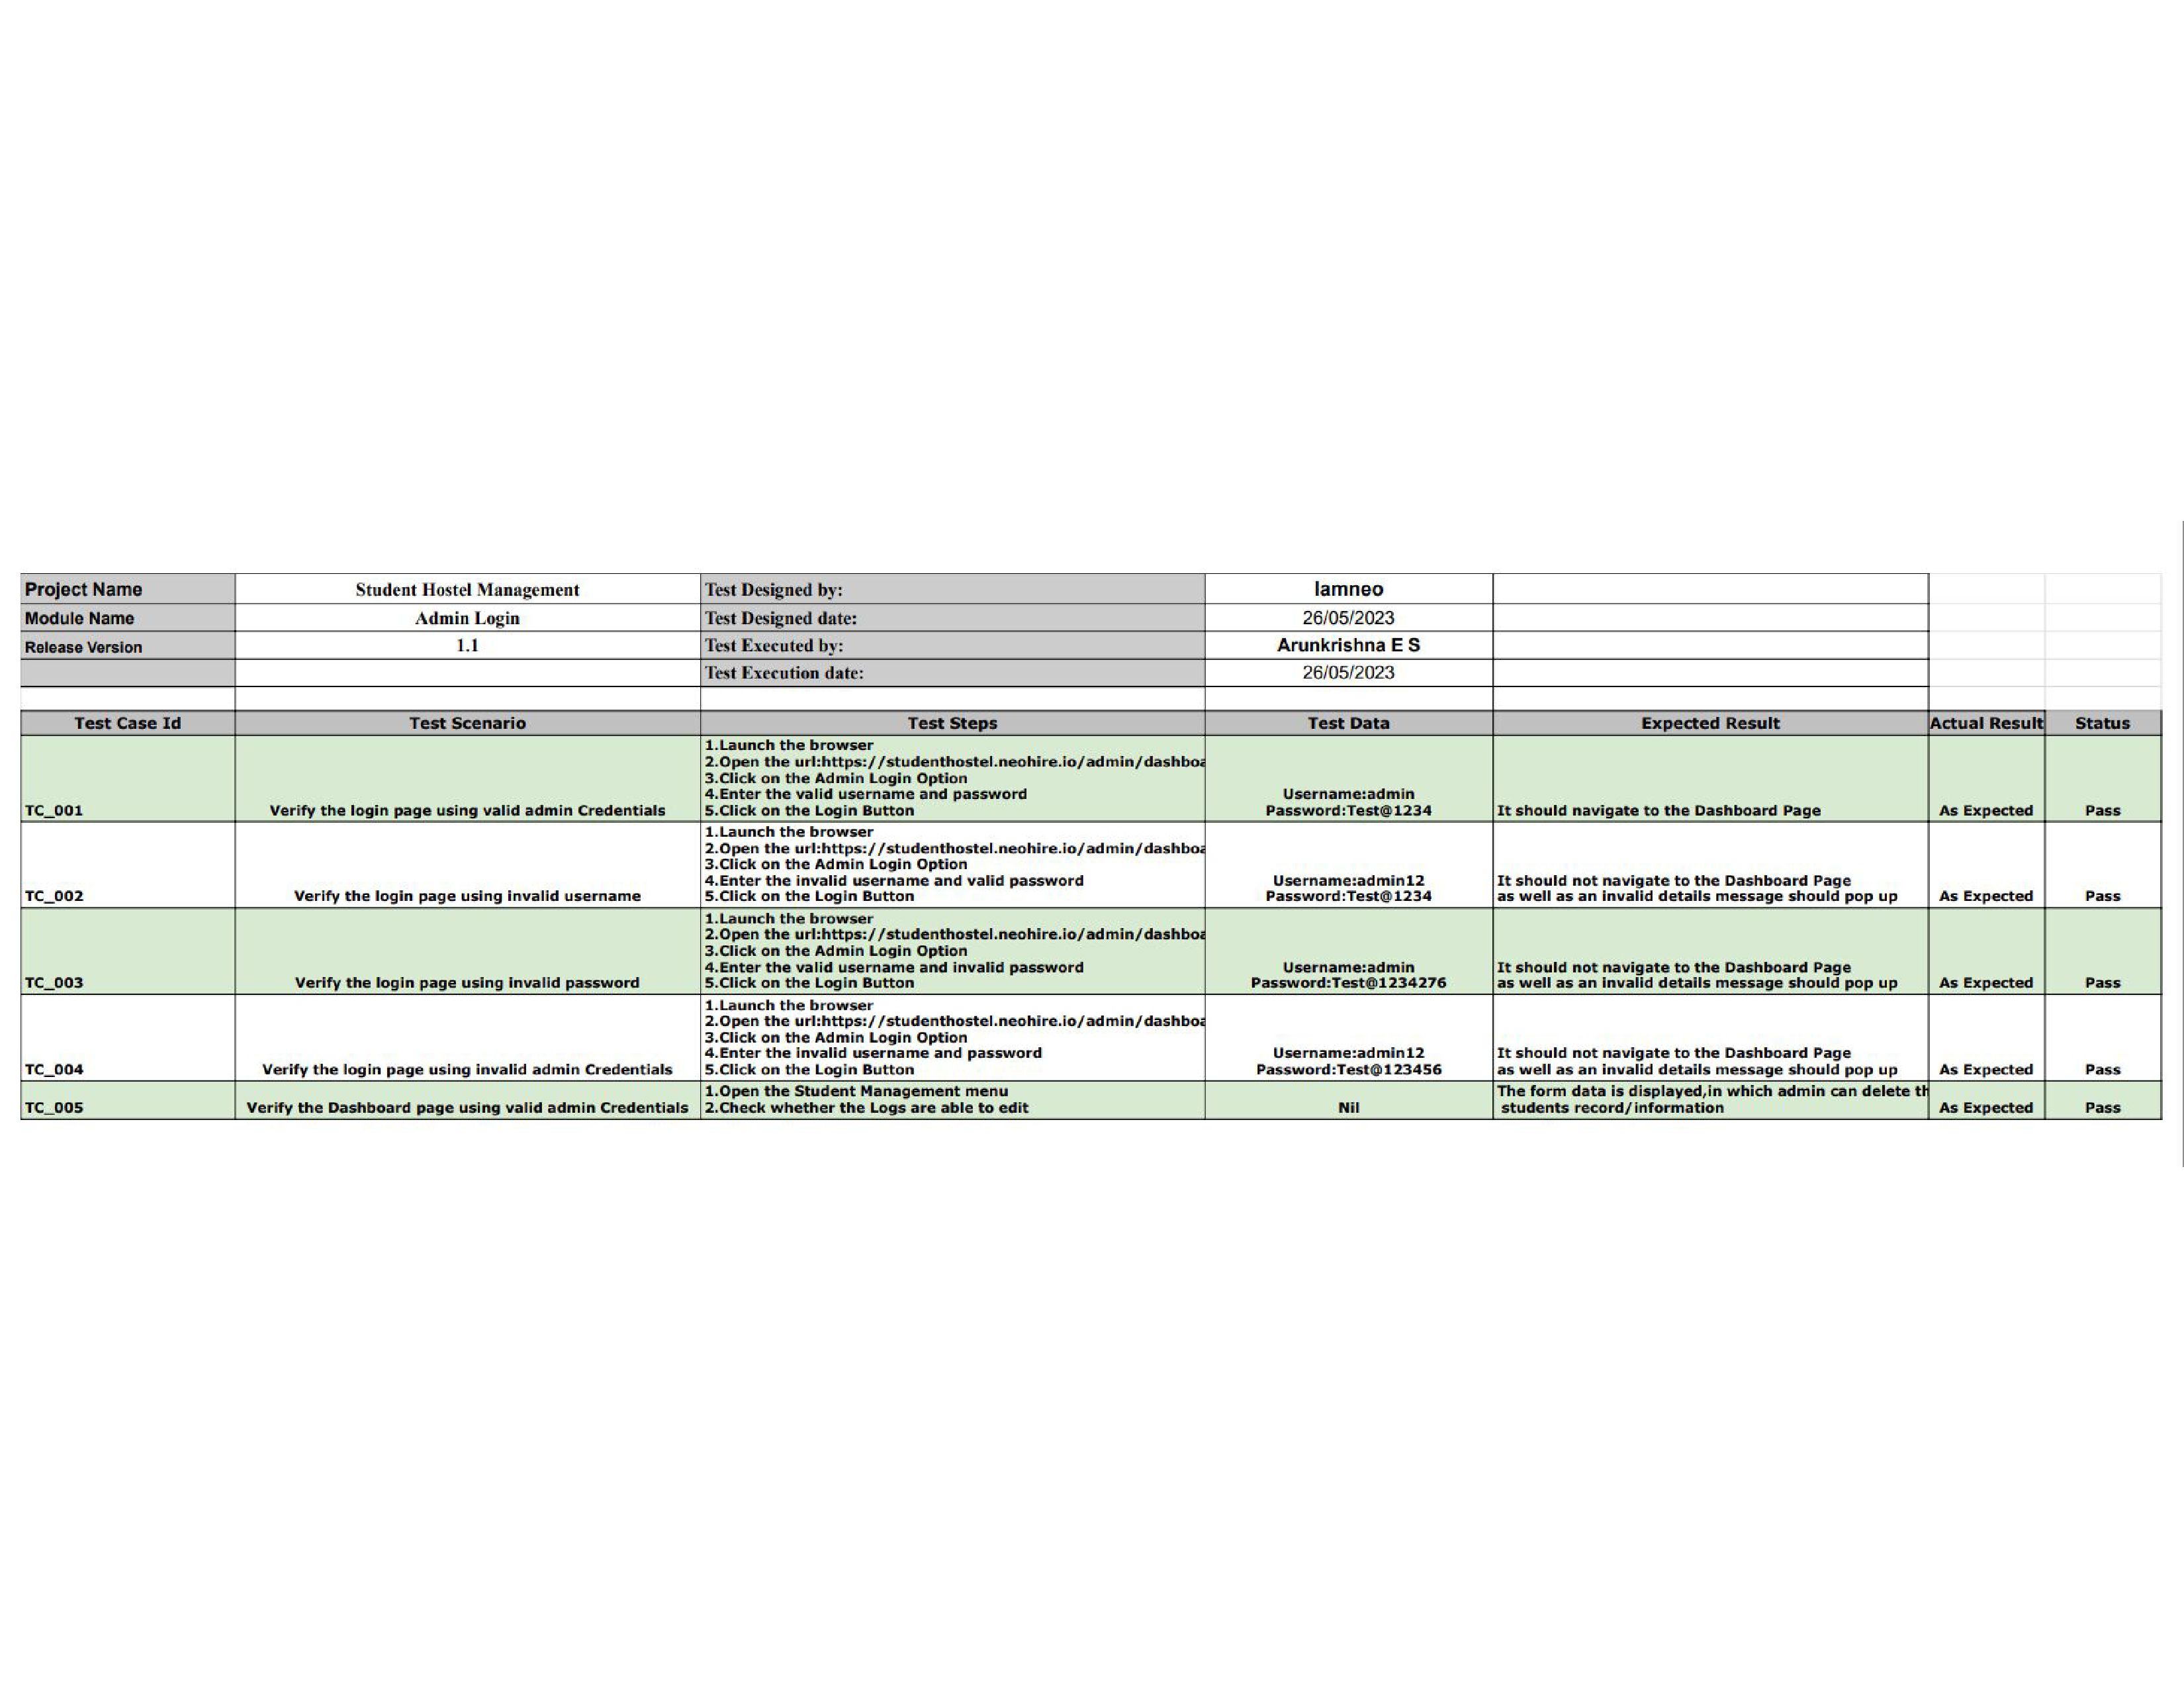 Project Name Student Hostel Management Test Designed by: Iamneo
Module Name Admin Login Test Designed date: 26/05/2023
Release Version 1.1 Test Executed by: Arunkrishna E S
Test Execution date: 26/05/2023
Test Case Id Test Scenario Test Steps Test Data Expected Result Actual Result Status
1.Launch the browser
2.Open the url:https://studenthostel.neohire.io/admin/dashboa
3.Click on the Admin Login Option
4.Enter the valid username and password Username:admin
TC_001 Verify the login page using valid admin Credentials 5.Click on the Login Button Password:Test@1234 It should navigate to the Dashboard Page As Expected Pass
1.Launch the browser
2.Open the url:https://studenthostel.neohire.io/admin/dashboa
3.Click on the Admin Login Option
4.Enter the invalid username and valid password Username:admin12 It should not navigate to the Dashboard Page
TC_002 Verify the login page using invalid username 5.Click on the Login Button Password:Test@1234 as well as an invalid details message should pop up As Expected Pass
1.Launch the browser
2.Open the url:https://studenthostel.neohire.io/admin/dashboa
3.Click on the Admin Login Option
4.Enter the valid username and invalid password Username:admin It should not navigate to the Dashboard Page
TC_003 Verify the login page using invalid password 5.Click on the Login Button Password:Test@1234276 as well as an invalid details message should pop up As Expected Pass
1.Launch the browser
2.Open the url:https://studenthostel.neohire.io/admin/dashboa
3.Click on the Admin Login Option
4.Enter the invalid username and password Username:admin12 It should not navigate to the Dashboard Page
TC_004 Verify the login page using invalid admin Credentials 5.Click on the Login Button Password:Test@123456 as well as an invalid details message should pop up As Expected Pass
1.Open the Student Management menu The form data is displayed,in which admin can delete th
TC_005 Verify the Dashboard page using valid admin Credentials 2.Check whether the Logs are able to edit Nil students record/information As Expected Pass